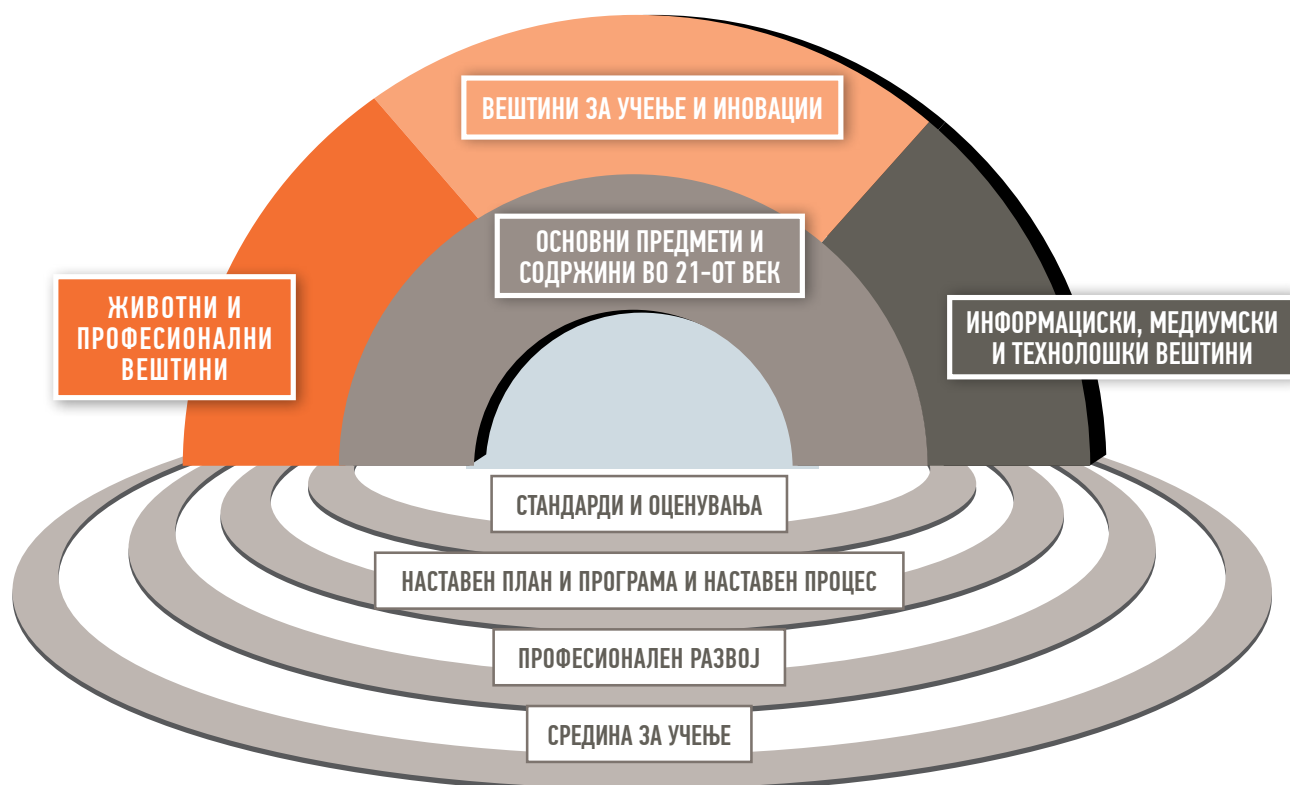 ВЕШТИНИ ЗА УЧЕЊЕ И ИНОВАЦИИ
ОСНОВНИ ПРЕДМЕТИ И
СОДРЖИНИ ВО 21-ОТ ВЕК
ЖИВОТНИ И
ПРОФЕСИОНАЛНИ
ВЕШТИНИ
ИНФОРМАЦИСКИ, МЕДИУМСКИ
И ТЕХНОЛОШКИ ВЕШТИНИ
СТАНДАРДИ И ОЦЕНУВАЊА
НАСТАВЕН ПЛАН И ПРОГРАМА И НАСТАВЕН ПРОЦЕС
ПРОФЕСИОНАЛЕН РАЗВОЈ
СРЕДИНА ЗА УЧЕЊЕ